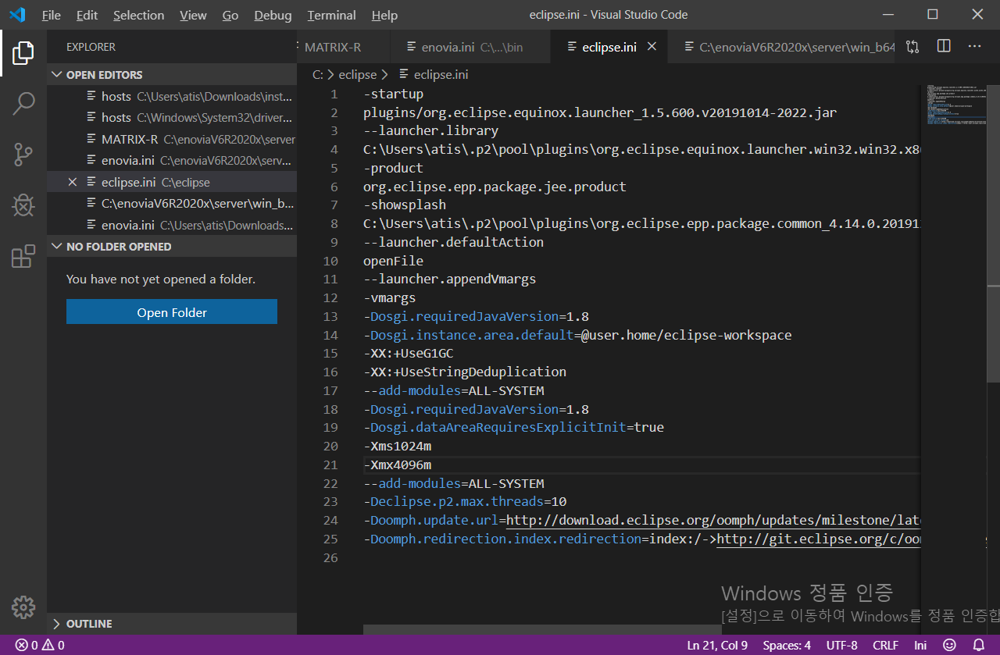 File Edit Selection View Go Debug Terminal Help eclipse.ini - Visual Studio Code
EXPLORER
MATRIX-R enovia.ini C:\...\bin eclipse.ini C:\enoviaV6R2020x\server\win_b64
OPEN EDITORS
hosts C:\Users\atis\Downloads\inst...
hosts C:\Windows\System32\driver...
MATRIX-R C:\enoviaV6R2020x\server
enovia.ini C:\enoviaV6R2020x\serv...
eclipse.ini C:\eclipse
C:\enoviaV6R2020x\server\win_b...
enovia.ini C:\Users\atis\Downloads...
NO FOLDER OPENED
You have not yet opened a folder.
Open Folder
OUTLINE
C: > eclipse > eclipse.ini
1 -startup
2 plugins/org.eclipse.equinox.launcher_1.5.600.v20191014-2022.jar
3 --launcher.library
4 C:\Users\atis\.p2\pool\plugins\org.eclipse.equinox.launcher.win32.win32.x86
5 -product
6 org.eclipse.epp.package.jee.product
7 -showsplash
8 C:\Users\atis\.p2\pool\plugins\org.eclipse.epp.package.common_4.14.0.20191
9 --launcher.defaultAction
10 openFile
11 --launcher.appendVmargs
12 -vmargs
13 -Dosgi.requiredJavaVersion=1.8
14 -Dosgi.instance.area.default=@user.home/eclipse-workspace
15 -XX:+UseG1GC
16 -XX:+UseStringDeduplication
17 --add-modules=ALL-SYSTEM
18 -Dosgi.requiredJavaVersion=1.8
19 -Dosgi.dataAreaRequiresExplicitInit=true
20 -Xms1024m
21 -Xmx4096m
22 --add-modules=ALL-SYSTEM
23 -Declipse.p2.max.threads=10
24 -Doomph.update.url=http://download.eclipse.org/oomph/updates/milestone/late
25 -Doomph.redirection.index.redirection=index:/->http://git.eclipse.org/c/oom
26
Windows 정품 인증
[설정]으로 이동하여 Windows를 정품 인증합
0 0 Ln 21, Col 9 Spaces: 4 UTF-8 CRLF Ini